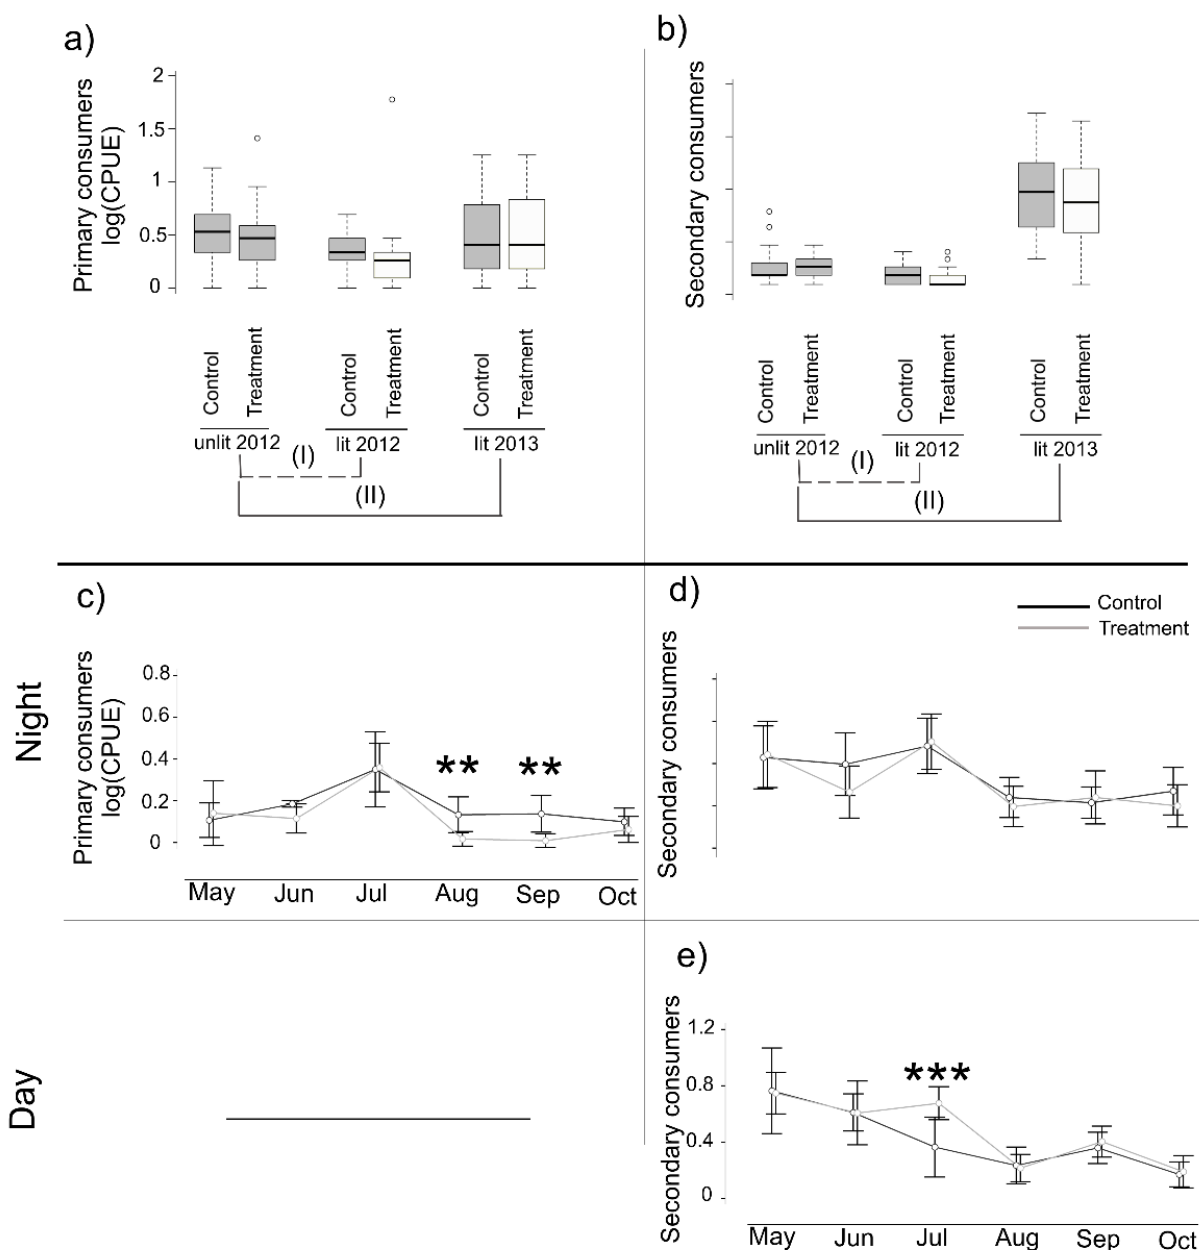 a)
Primary consumers
log(CPUE)
2
1.5
1
0.5
0
Control
Treatment
Control
Treatment
Control
Treatment
unlit 2012
lit 2012
lit 2013
(I)
(II)
b)
Secondary consumers
Control
Treatment
Control
Treatment
Control
Treatment
unlit 2012
lit 2012
lit 2013
(I)
(II)
Night
c)
Primary consumers
log(CPUE)
0.8
0.6
0.4
0.2
0
** **
May Jun Jul Aug Sep Oct
d)
Control
Treatment
Secondary consumers
Day
e)
Secondary consumers
1.2
0.8
0.4
0
***
May Jun Jul Aug Sep Oct